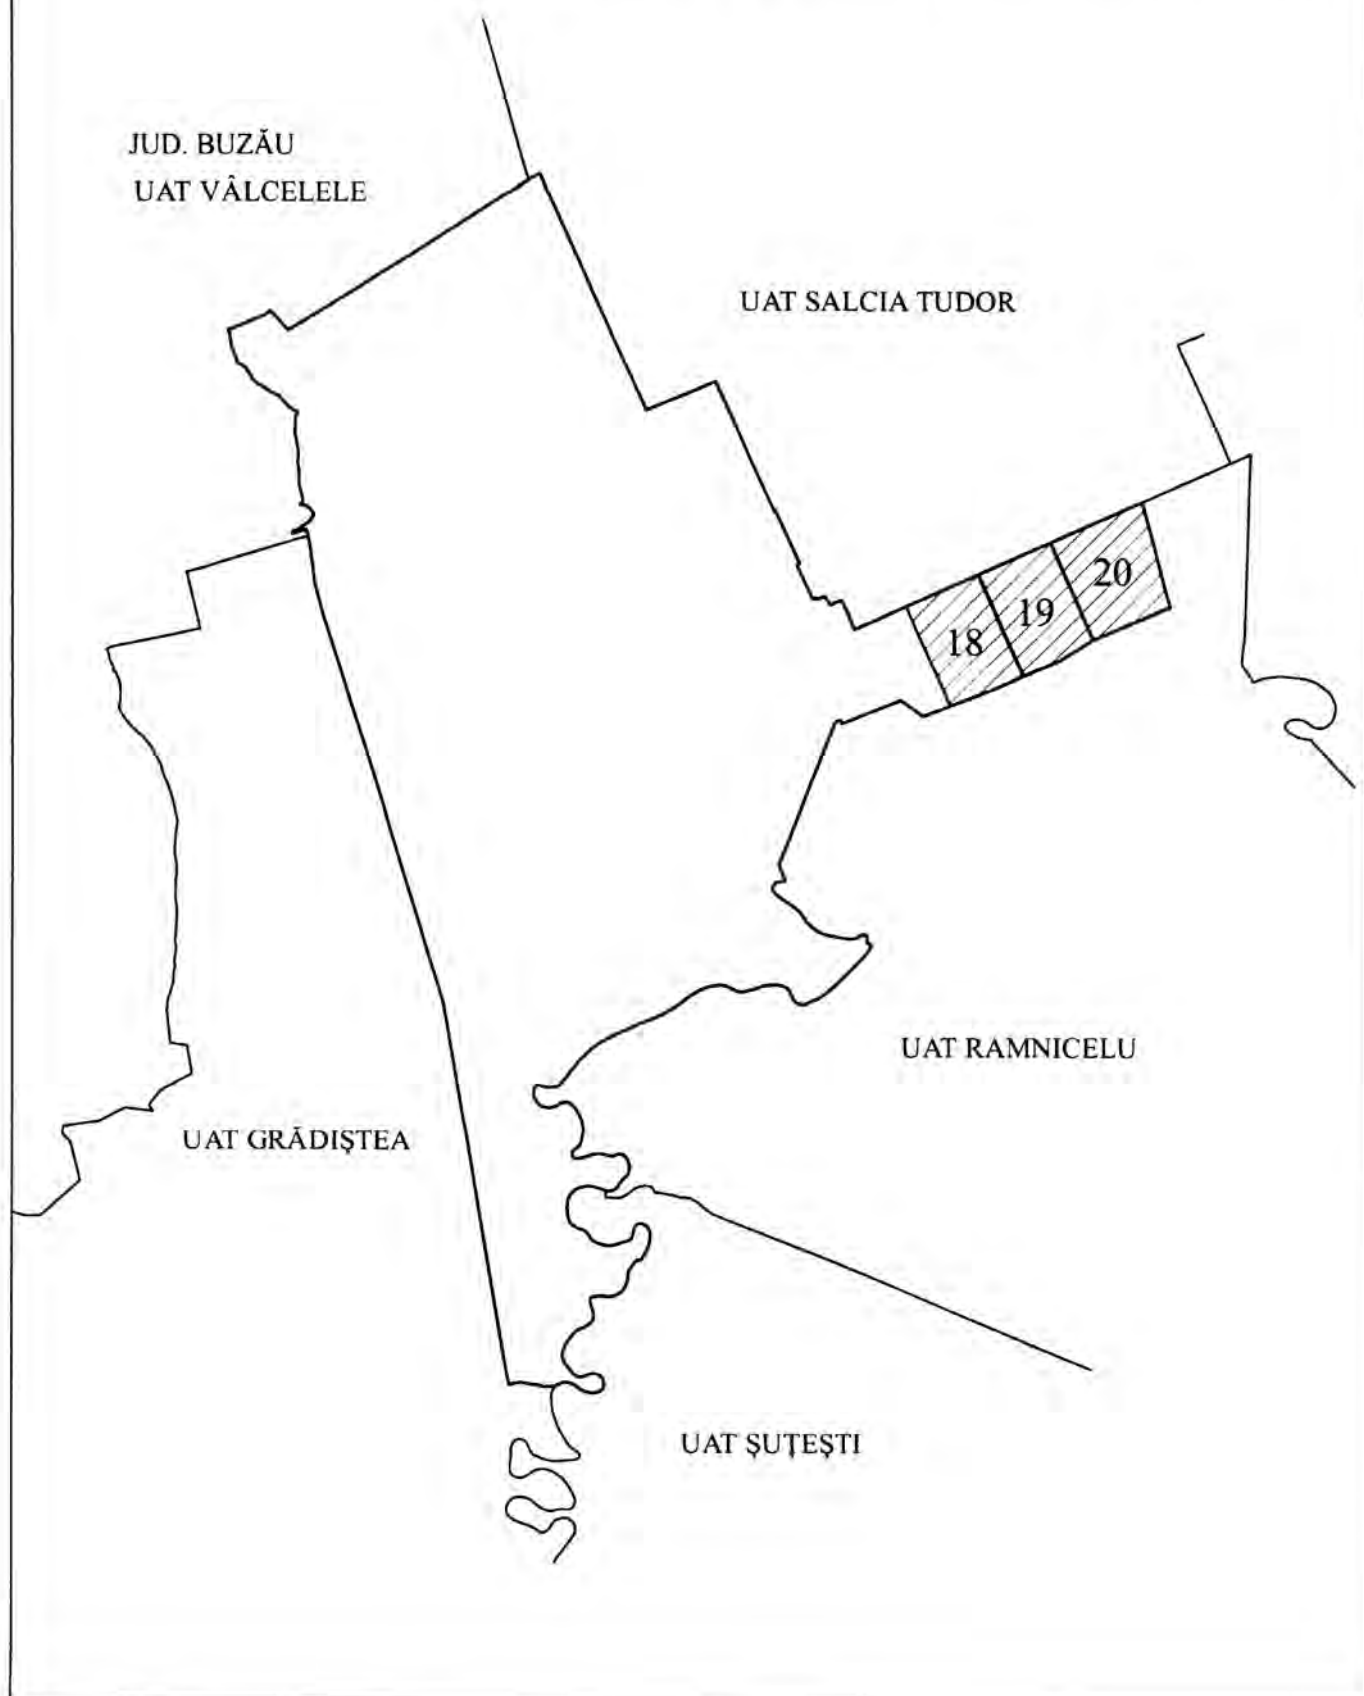 JUD. BUZĂU
UAT VÂLCELELE
UAT SALCIA TUDOR
20
19
18
UAT RAMNICELU
UAT GRĂDIŞTEA
UAT ŞUŢEŞTI